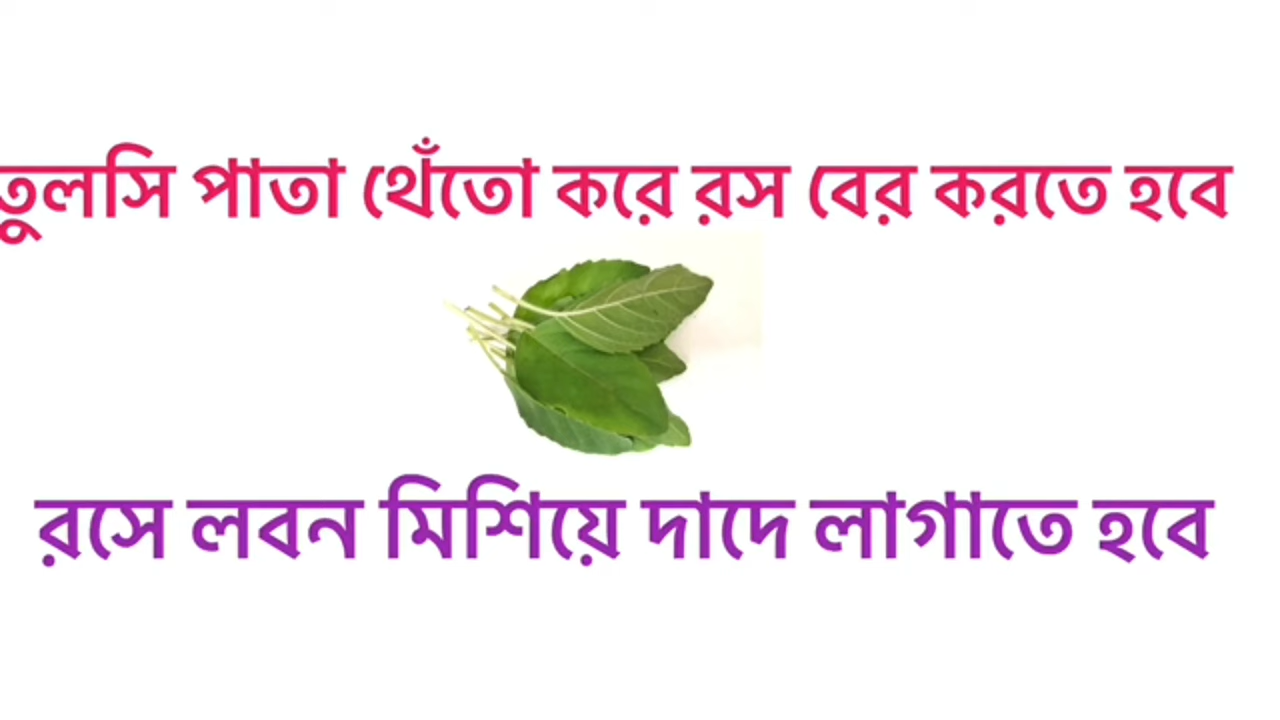 তুলসি পাতা থেঁতো করে রস বের করতে হবে
রসে লবন মিশিয়ে দাদে লাগাতে হবে